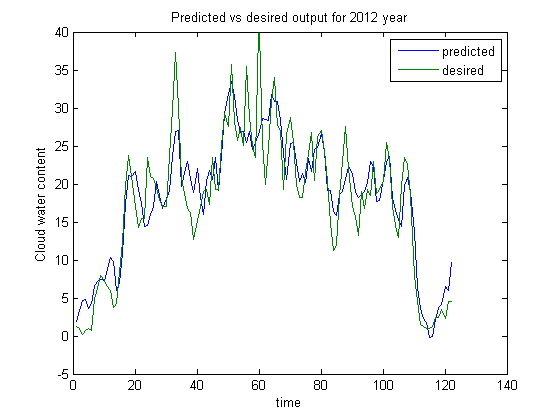 Predicted vs desired output for 2012 year
40
35
30
25
20
15
10
5
0
-5
Cloud water content
predicted
desired
0 20 40 60 80 100 120 140
time